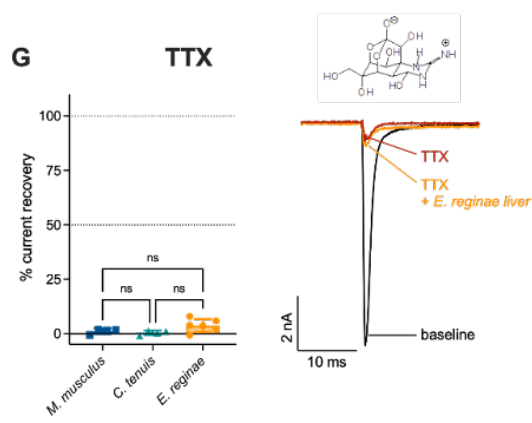 G
TTX
100
50
25
0
% current recovery
ns
ns
ns
M. musculus
C. tenuis
E. reginae
O⊖
O
OH
O
H
N
⊕
NH
HO
OH
OH
HO
N
H
TTX
TTX
+ E. reginae liver
baseline
2 nA
10 ms